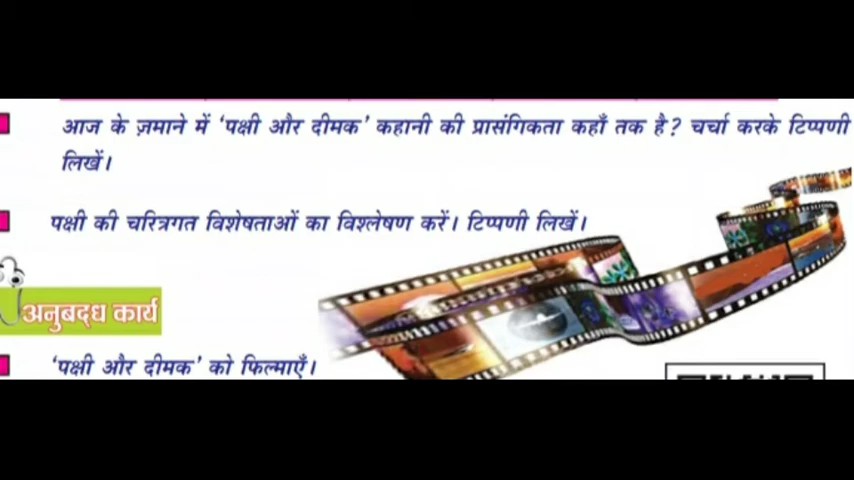 आज के ज़माने में 'पक्षी और दीमक' कहानी की प्रासंगिकता कहाँ तक है? चर्चा करके टिप्पणी
लिखें।
पक्षी की चरित्रगत विशेषताओं का विश्लेषण करें। टिप्पणी लिखें।
अनुबद्ध कार्य
'पक्षी और दीमक' को फिल्माएँ।